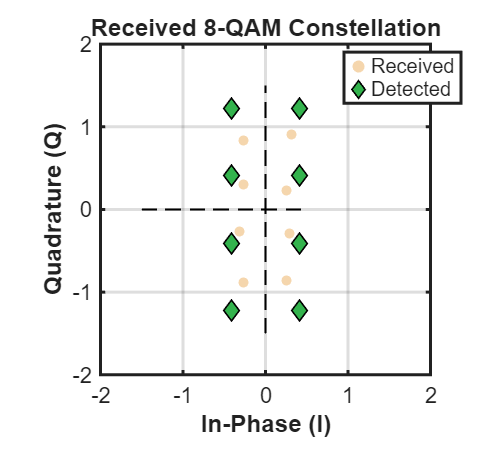 Received 8-QAM Constellation
2
Received
Detected
1
0
-1
-2
Quadrature (Q)
-2 -1 0 1 2
In-Phase (I)